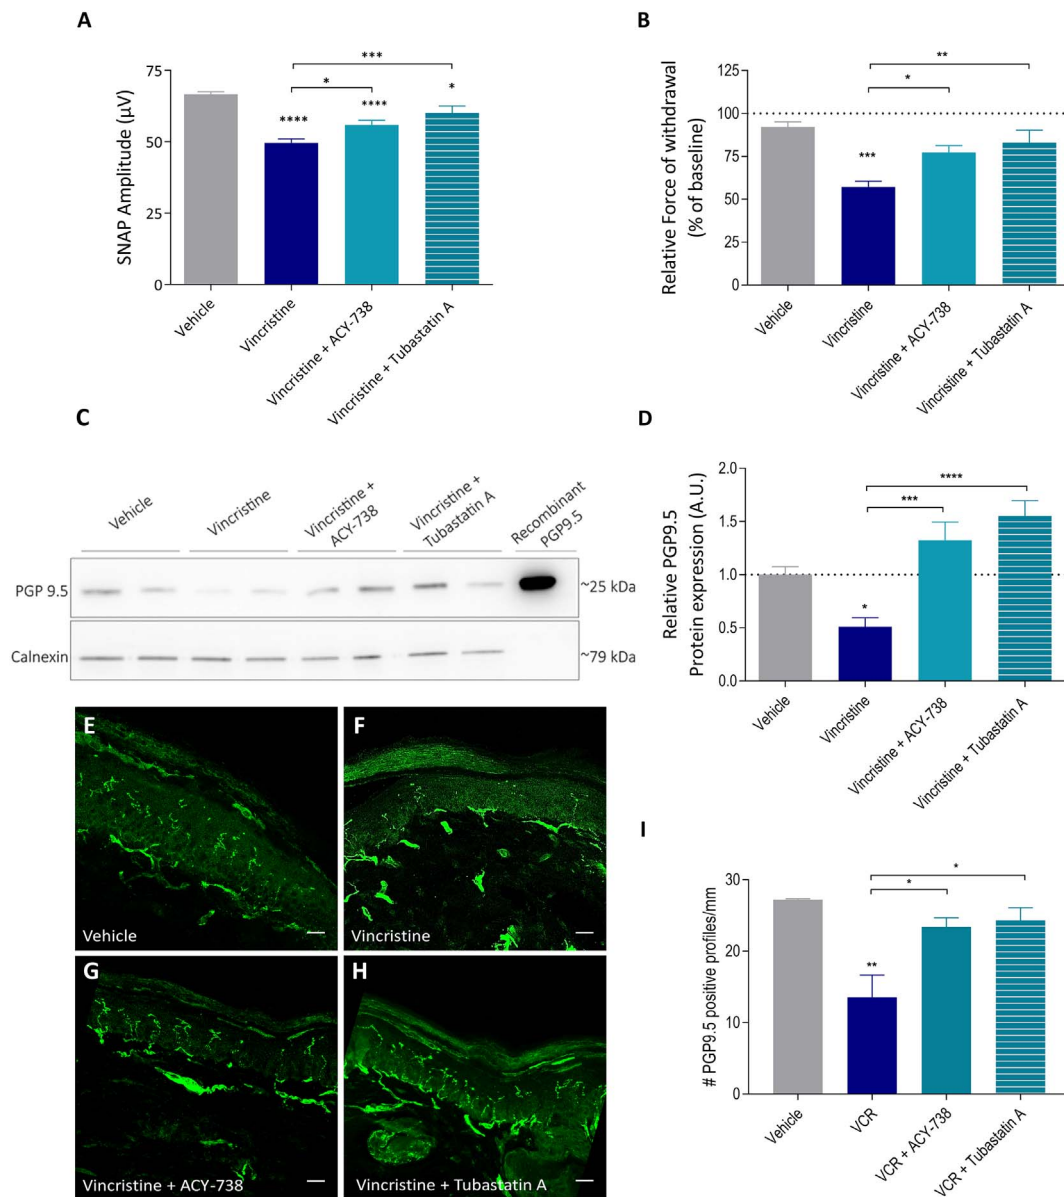 A
SNAP Amplitude (µV)
75
50
25
0
****
****
*
*
***
Vehicle
Vincristine
Vincristine + ACY-738
Vincristine + Tubastatin A
B
Relative Force of withdrawal
(% of baseline)
125
100
75
50
25
0
***
*
**
Vehicle
Vincristine
Vincristine + ACY-738
Vincristine + Tubastatin A
C
Vehicle
Vincristine
Vincristine +
ACY-738
Vincristine +
Tubastatin A
Recombinant
PGP9.5
PGP 9.5
~25 kDa
Calnexin
~79 kDa
D
Relative PGP9.5
Protein expression (A.U.)
2.0
1.5
1.0
0.5
0.0
*
***
****
Vehicle
Vincristine
Vincristine + ACY-738
Vincristine + Tubastatin A
E
Vehicle
F
Vincristine
G
Vincristine + ACY-738
H
Vincristine + Tubastatin A
I
# PGP9.5 positive profiles/mm
30
20
10
0
**
*
*
Vehicle
VCR
VCR + ACY-738
VCR + Tubastatin A